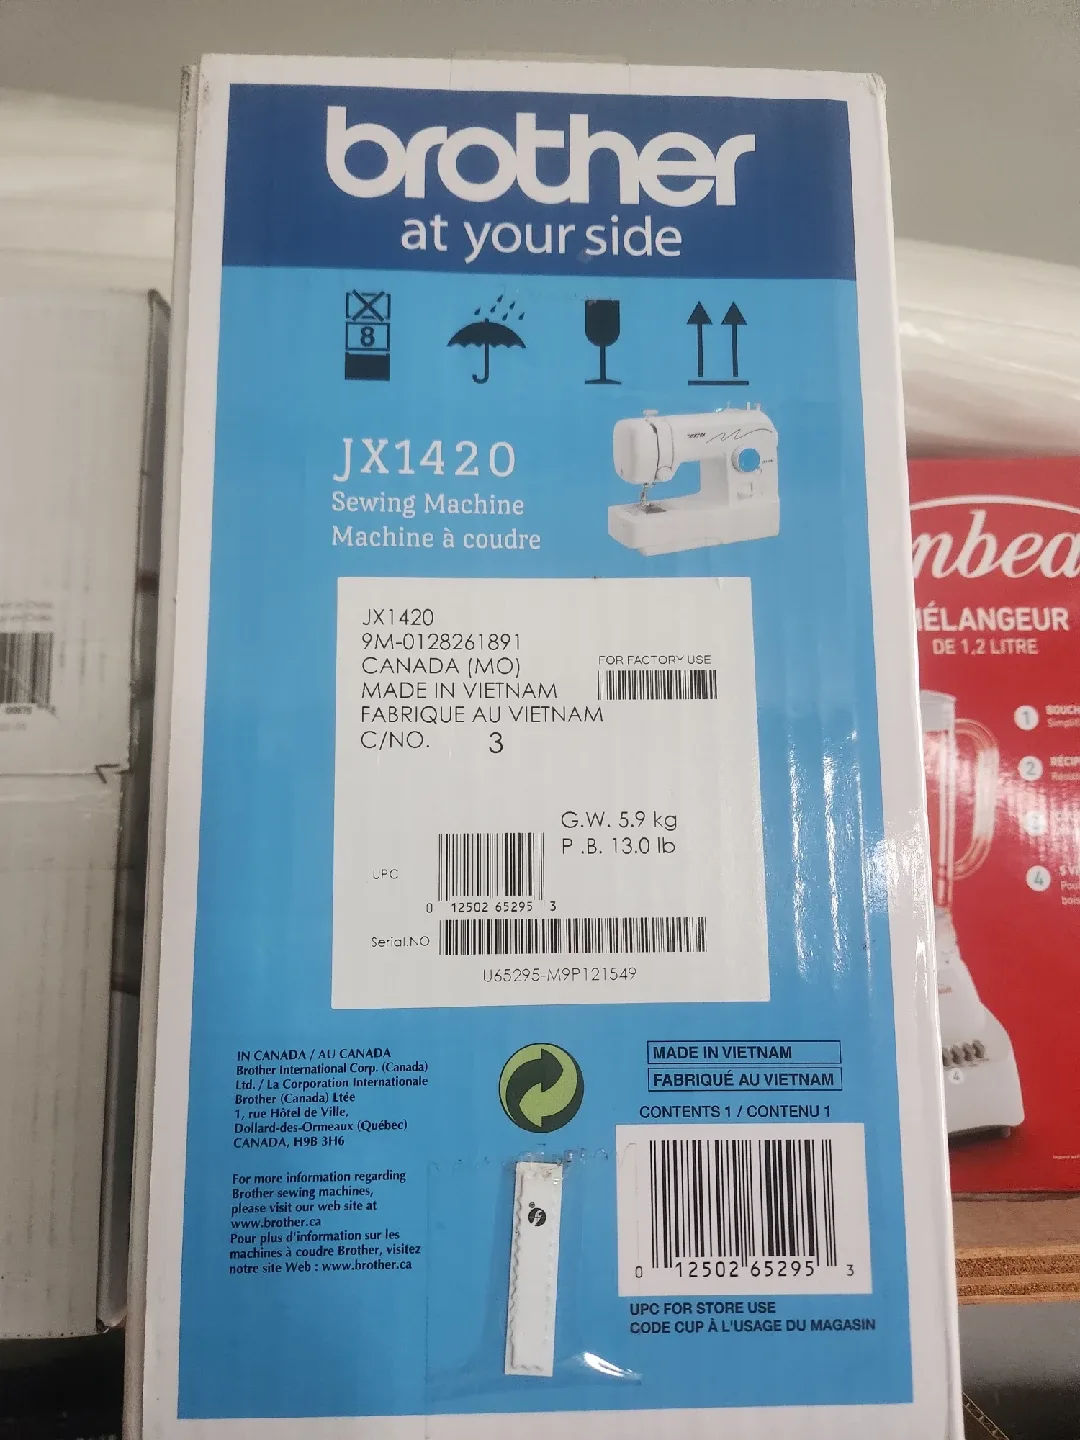 brother
at your side
8
JX1420
Sewing Machine
Machine à coudre
JX1420
9M-0128261891
CANADA (MO)
MADE IN VIETNAM
FABRIQUE AU VIETNAM
C/NO. 3
FOR FACTORY USE
G.W. 5.9 kg
P .B. 13.0 lb
UPC
0 12502 65295 3
Serial.NO
U65295-M9P121549
IN CANADA / AU CANADA
Brother International Corp. (Canada)
Ltd. / La Corporation Internationale
Brother (Canada) Ltée
1, rue Hôtel de Ville,
Dollard-des-Ormeaux (Québec)
CANADA, H9B 3H6
For more information regarding
Brother sewing machines,
please visit our web site at
www.brother.ca
Pour plus d'information sur les
machines à coudre Brother, visitez
notre site Web : www.brother.ca
MADE IN VIETNAM
FABRIQUÉ AU VIETNAM
CONTENTS 1 / CONTENU 1
0 12502 65295 3
UPC FOR STORE USE
CODE CUP À L'USAGE DU MAGASIN
nbea
MÉLANGEUR
DE 1,2 LITRE
1
2
4